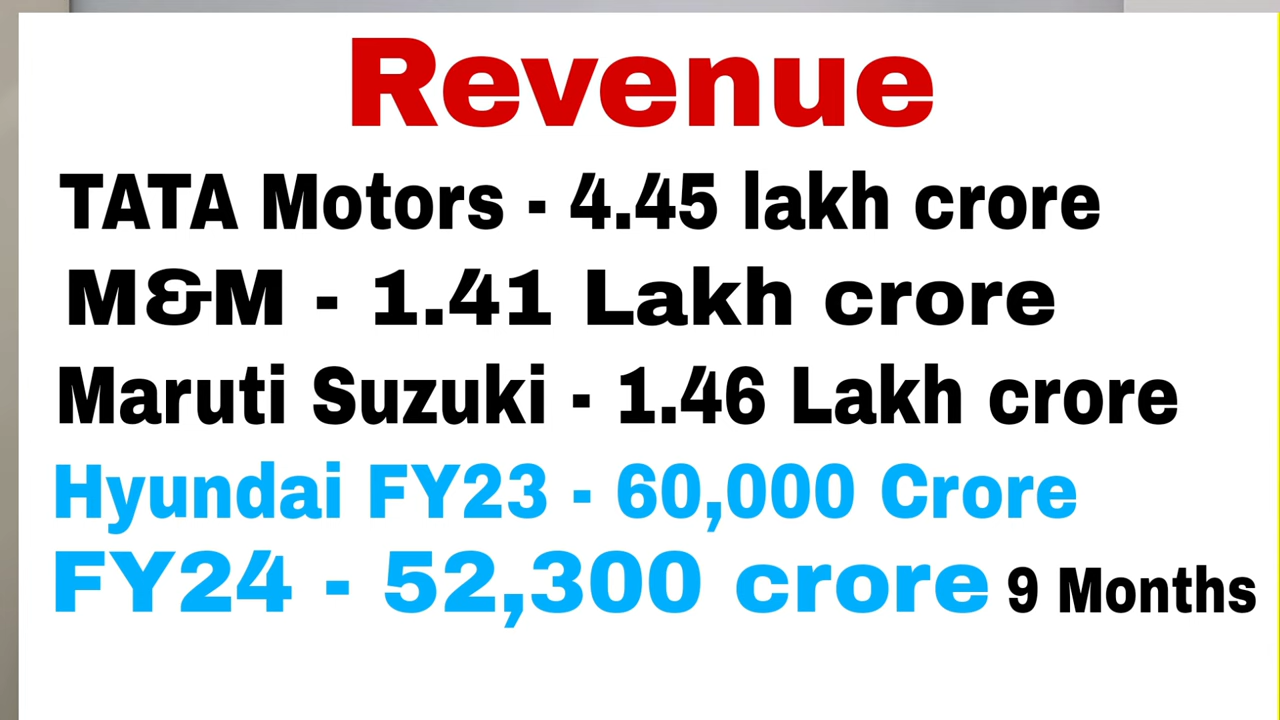 Revenue
TATA Motors - 4.45 lakh crore
M&M - 1.41 Lakh crore
Maruti Suzuki - 1.46 Lakh crore
Hyundai FY23 - 60,000 Crore
FY24 - 52,300 crore 9 Months